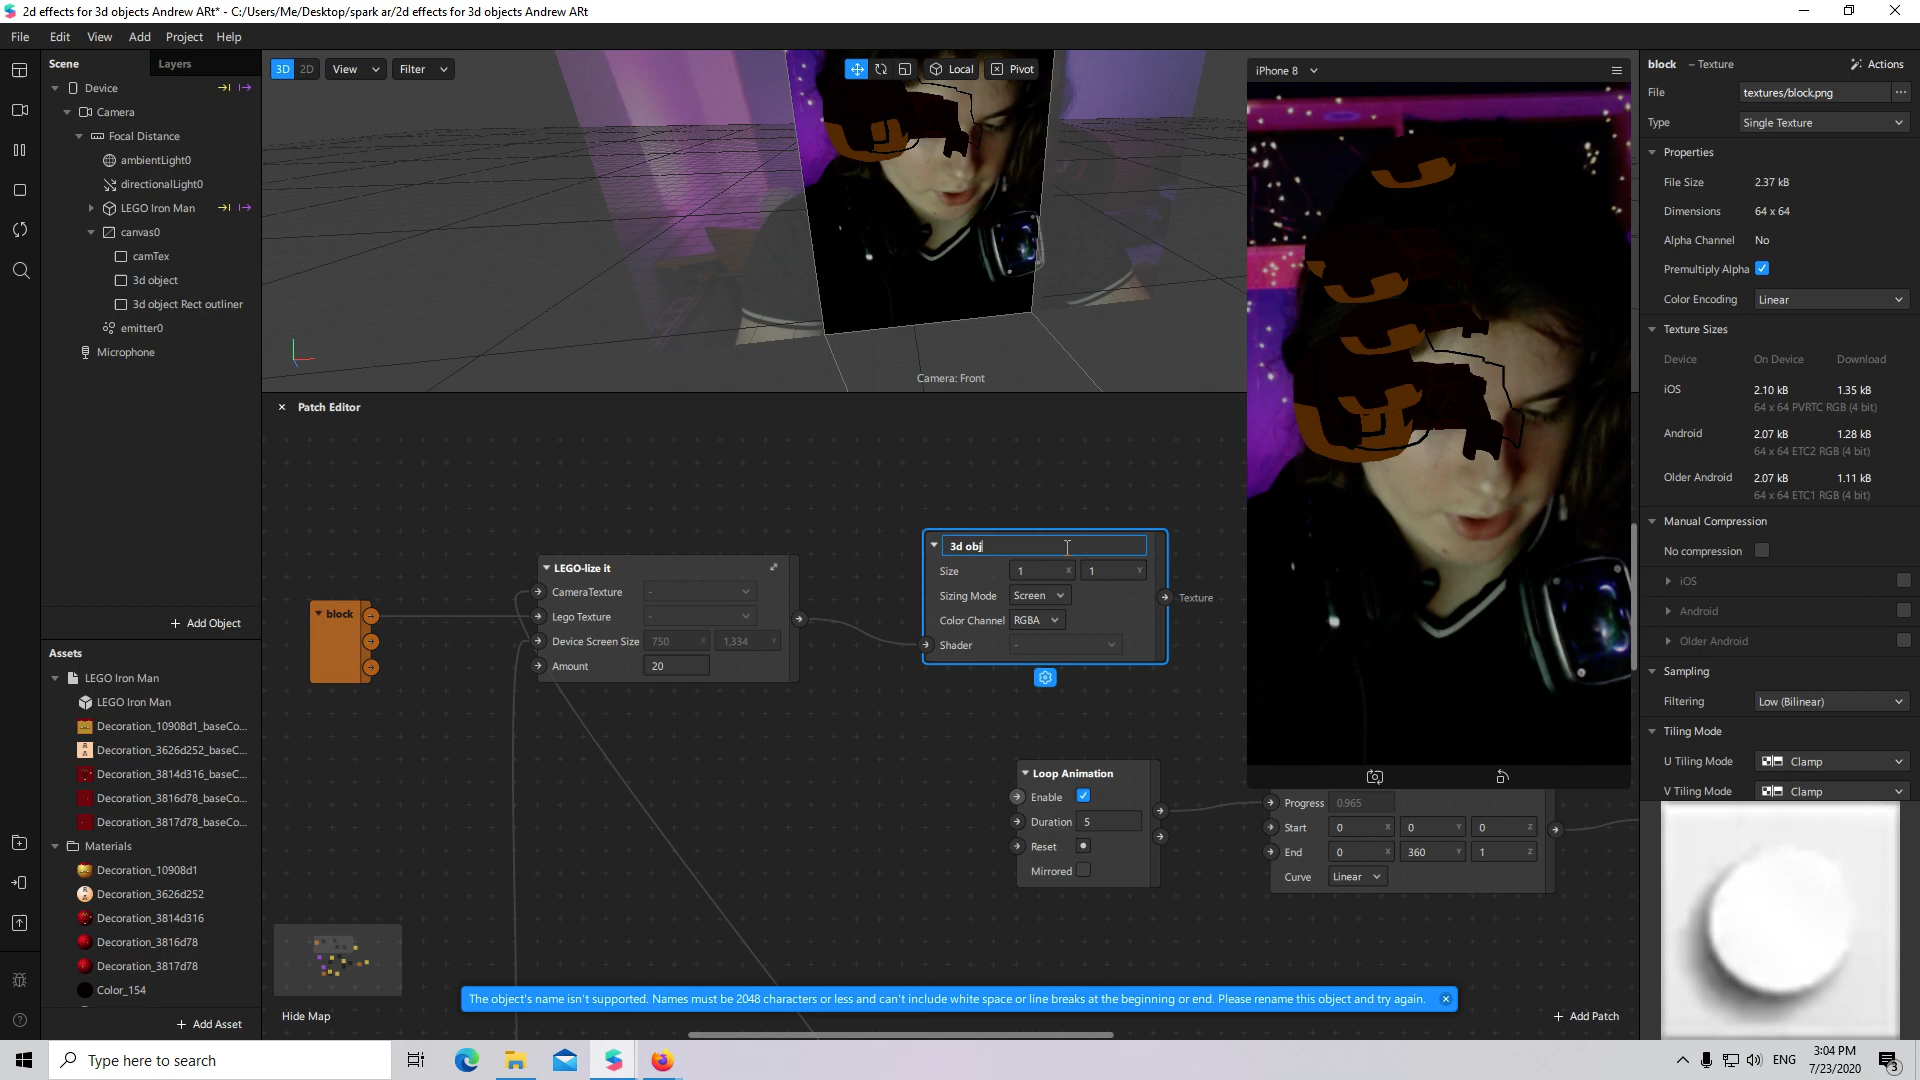 2d effects for 3d objects Andrew ARt* - C:/Users/Me/Desktop/spark ar/2d effects for 3d objects Andrew ARt
File Edit View Add Project Help
Scene Layers
Device
Camera
Focal Distance
ambientLight0
directionalLight0
LEGO Iron Man
canvas0
camTex
3d object
3d object Rect outliner
emitter0
Microphone
+ Add Object
Assets
LEGO Iron Man
LEGO Iron Man
Decoration_10908d1_baseCo...
Decoration_3626d252_baseC...
Decoration_3814d316_baseC...
Decoration_3816d78_baseCo...
Decoration_3817d78_baseCo...
Materials
Decoration_10908d1
Decoration_3626d252
Decoration_3814d316
Decoration_3816d78
Decoration_3817d78
Color_154
+ Add Asset
3D 2D View Filter Local Pivot
Camera: Front
Patch Editor
block
LEGO-lize it
CameraTexture -
Lego Texture -
Device Screen Size 750 X 1,334 Y
Amount 20
3d obj
Size 1 X 1 Y
Sizing Mode Screen
Color Channel RGBA
Shader -
Texture
Loop Animation
Enable
Duration 5
Reset
Mirrored
Progress 0.965
Start 0 X 0 Y 0 Z
End 0 X 360 Y 1 Z
Curve Linear
Hide Map
The object's name isn't supported. Names must be 2048 characters or less and can't include white space or line breaks at the beginning or end. Please rename this object and try again.
+ Add Patch
iPhone 8
block – Texture Actions
File textures/block.png ...
Type Single Texture
Properties
File Size 2.37 kB
Dimensions 64 x 64
Alpha Channel No
Premultiply Alpha
Color Encoding Linear
Texture Sizes
Device On Device Download
iOS 2.10 kB 1.35 kB
64 x 64 PVRTC RGB (4 bit)
Android 2.07 kB 1.28 kB
64 x 64 ETC2 RGB (4 bit)
Older Android 2.07 kB 1.11 kB
64 x 64 ETC1 RGB (4 bit)
Manual Compression
No compression
iOS
Android
Older Android
Sampling
Filtering Low (Bilinear)
Tiling Mode
U Tiling Mode Clamp
V Tiling Mode Clamp
Type here to search
ENG
3:04 PM
7/23/2020
3